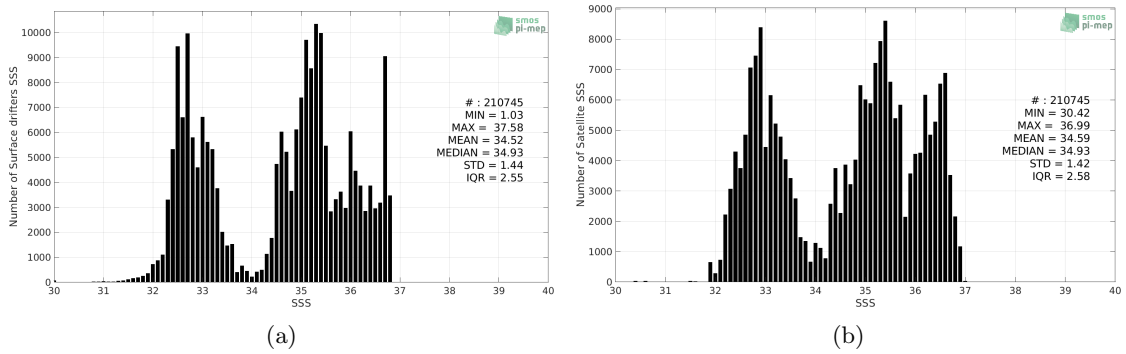 smos
pi-mep
10000
9000
8000
7000
6000
5000
4000
3000
2000
1000
0
Number of Surface drifters SSS
# : 210745
MIN = 1.03
MAX = 37.58
MEAN = 34.52
MEDIAN = 34.93
STD = 1.44
IQR = 2.55
30 31 32 33 34 35 36 37 38 39 40
SSS
(a)
smos
pi-mep
9000
8000
7000
6000
5000
4000
3000
2000
1000
0
Number of Satellite SSS
# : 210745
MIN = 30.42
MAX = 36.99
MEAN = 34.59
MEDIAN = 34.93
STD = 1.42
IQR = 2.58
30 31 32 33 34 35 36 37 38 39 40
SSS
(b)